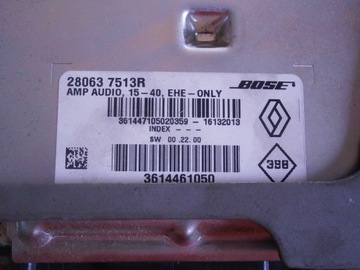 28063 7513R
BOSE
AMP AUDIO, 15-40, EHE-ONLY
361447105020359 - 16132013
INDEX - - -
SW 00.22.00
398
3614461050